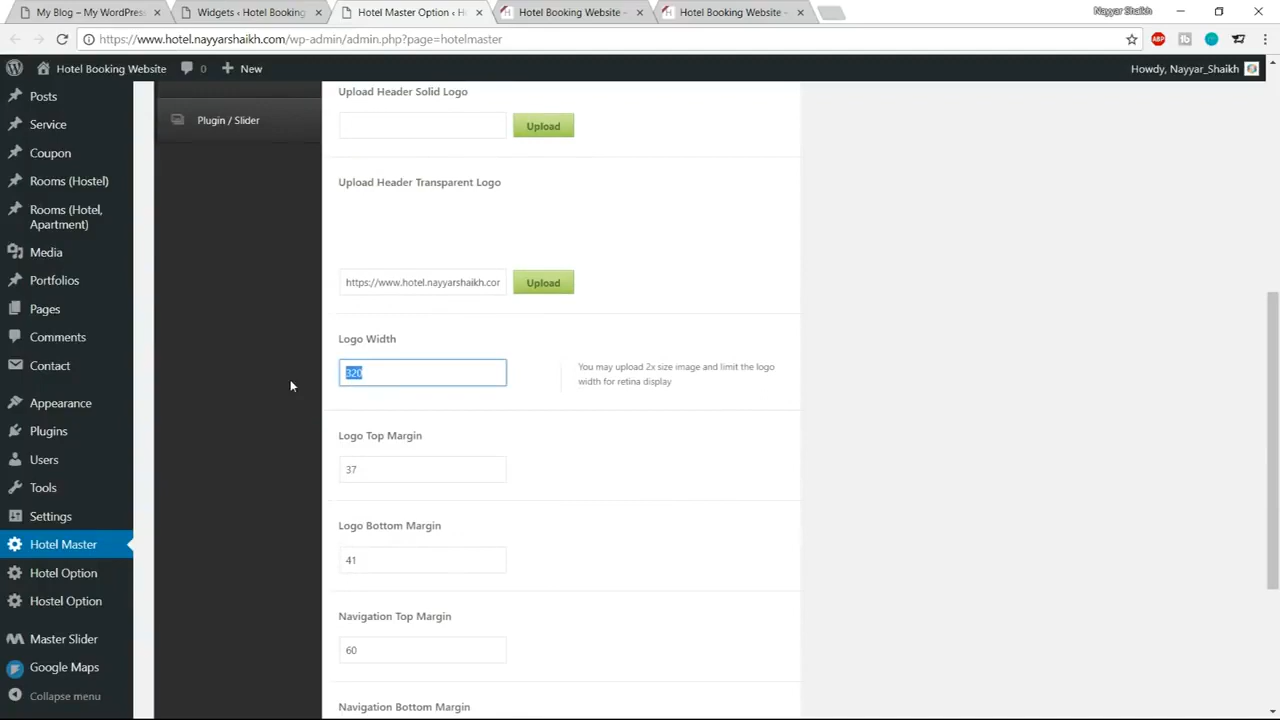 My Blog – My WordPress
Widgets ‹ Hotel Booking
Hotel Master Option ‹ H
Hotel Booking Website -
Hotel Booking Website -
Nayyar Shaikh
https://www.hotel.nayyarshaikh.com/wp-admin/admin.php?page=hotelmaster
ABP
Hotel Booking Website
0
New
Howdy, Nayyar_Shaikh
Posts
Service
Coupon
Rooms (Hostel)
Rooms (Hotel,
Apartment)
Media
Portfolios
Pages
Comments
Contact
Appearance
Plugins
Users
Tools
Settings
Hotel Master
Hotel Option
Hostel Option
Master Slider
Google Maps
Collapse menu
Plugin / Slider
Upload Header Solid Logo
Upload
Upload Header Transparent Logo
https://www.hotel.nayyarshaikh.cor
Upload
Logo Width
320
You may upload 2x size image and limit the logo
width for retina display
Logo Top Margin
37
Logo Bottom Margin
41
Navigation Top Margin
60
Navigation Bottom Margin